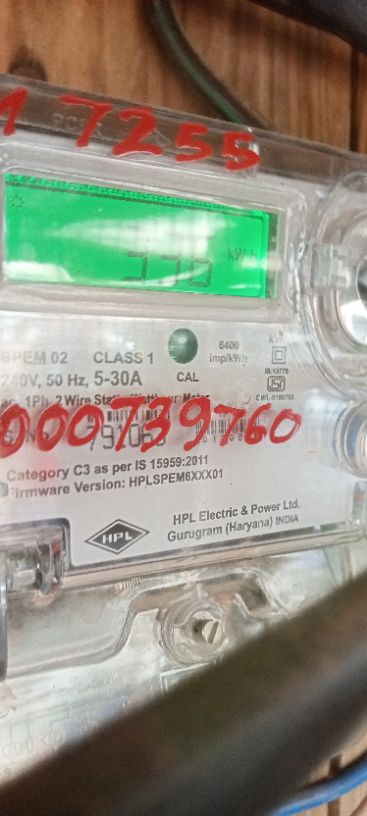 17255
kWh
SPEM 02 CLASS 1 6400 imp/kWh
240V, 50 Hz, 5-30A CAL IS:13779
000739760
Category C3 as per IS 15959:2011
Firmware Version: HPLSPEM6XXX01
HPL
HPL Electric & Power Ltd.
Gurugram (Haryana) INDIA